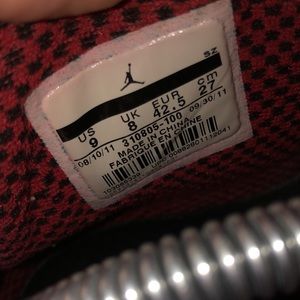 SZ
US UK EUR cm
9 8 42.5 27
08/10/11 310805-100 09/30/11
MADE IN CHINA
FABRIQUE EN CHINE